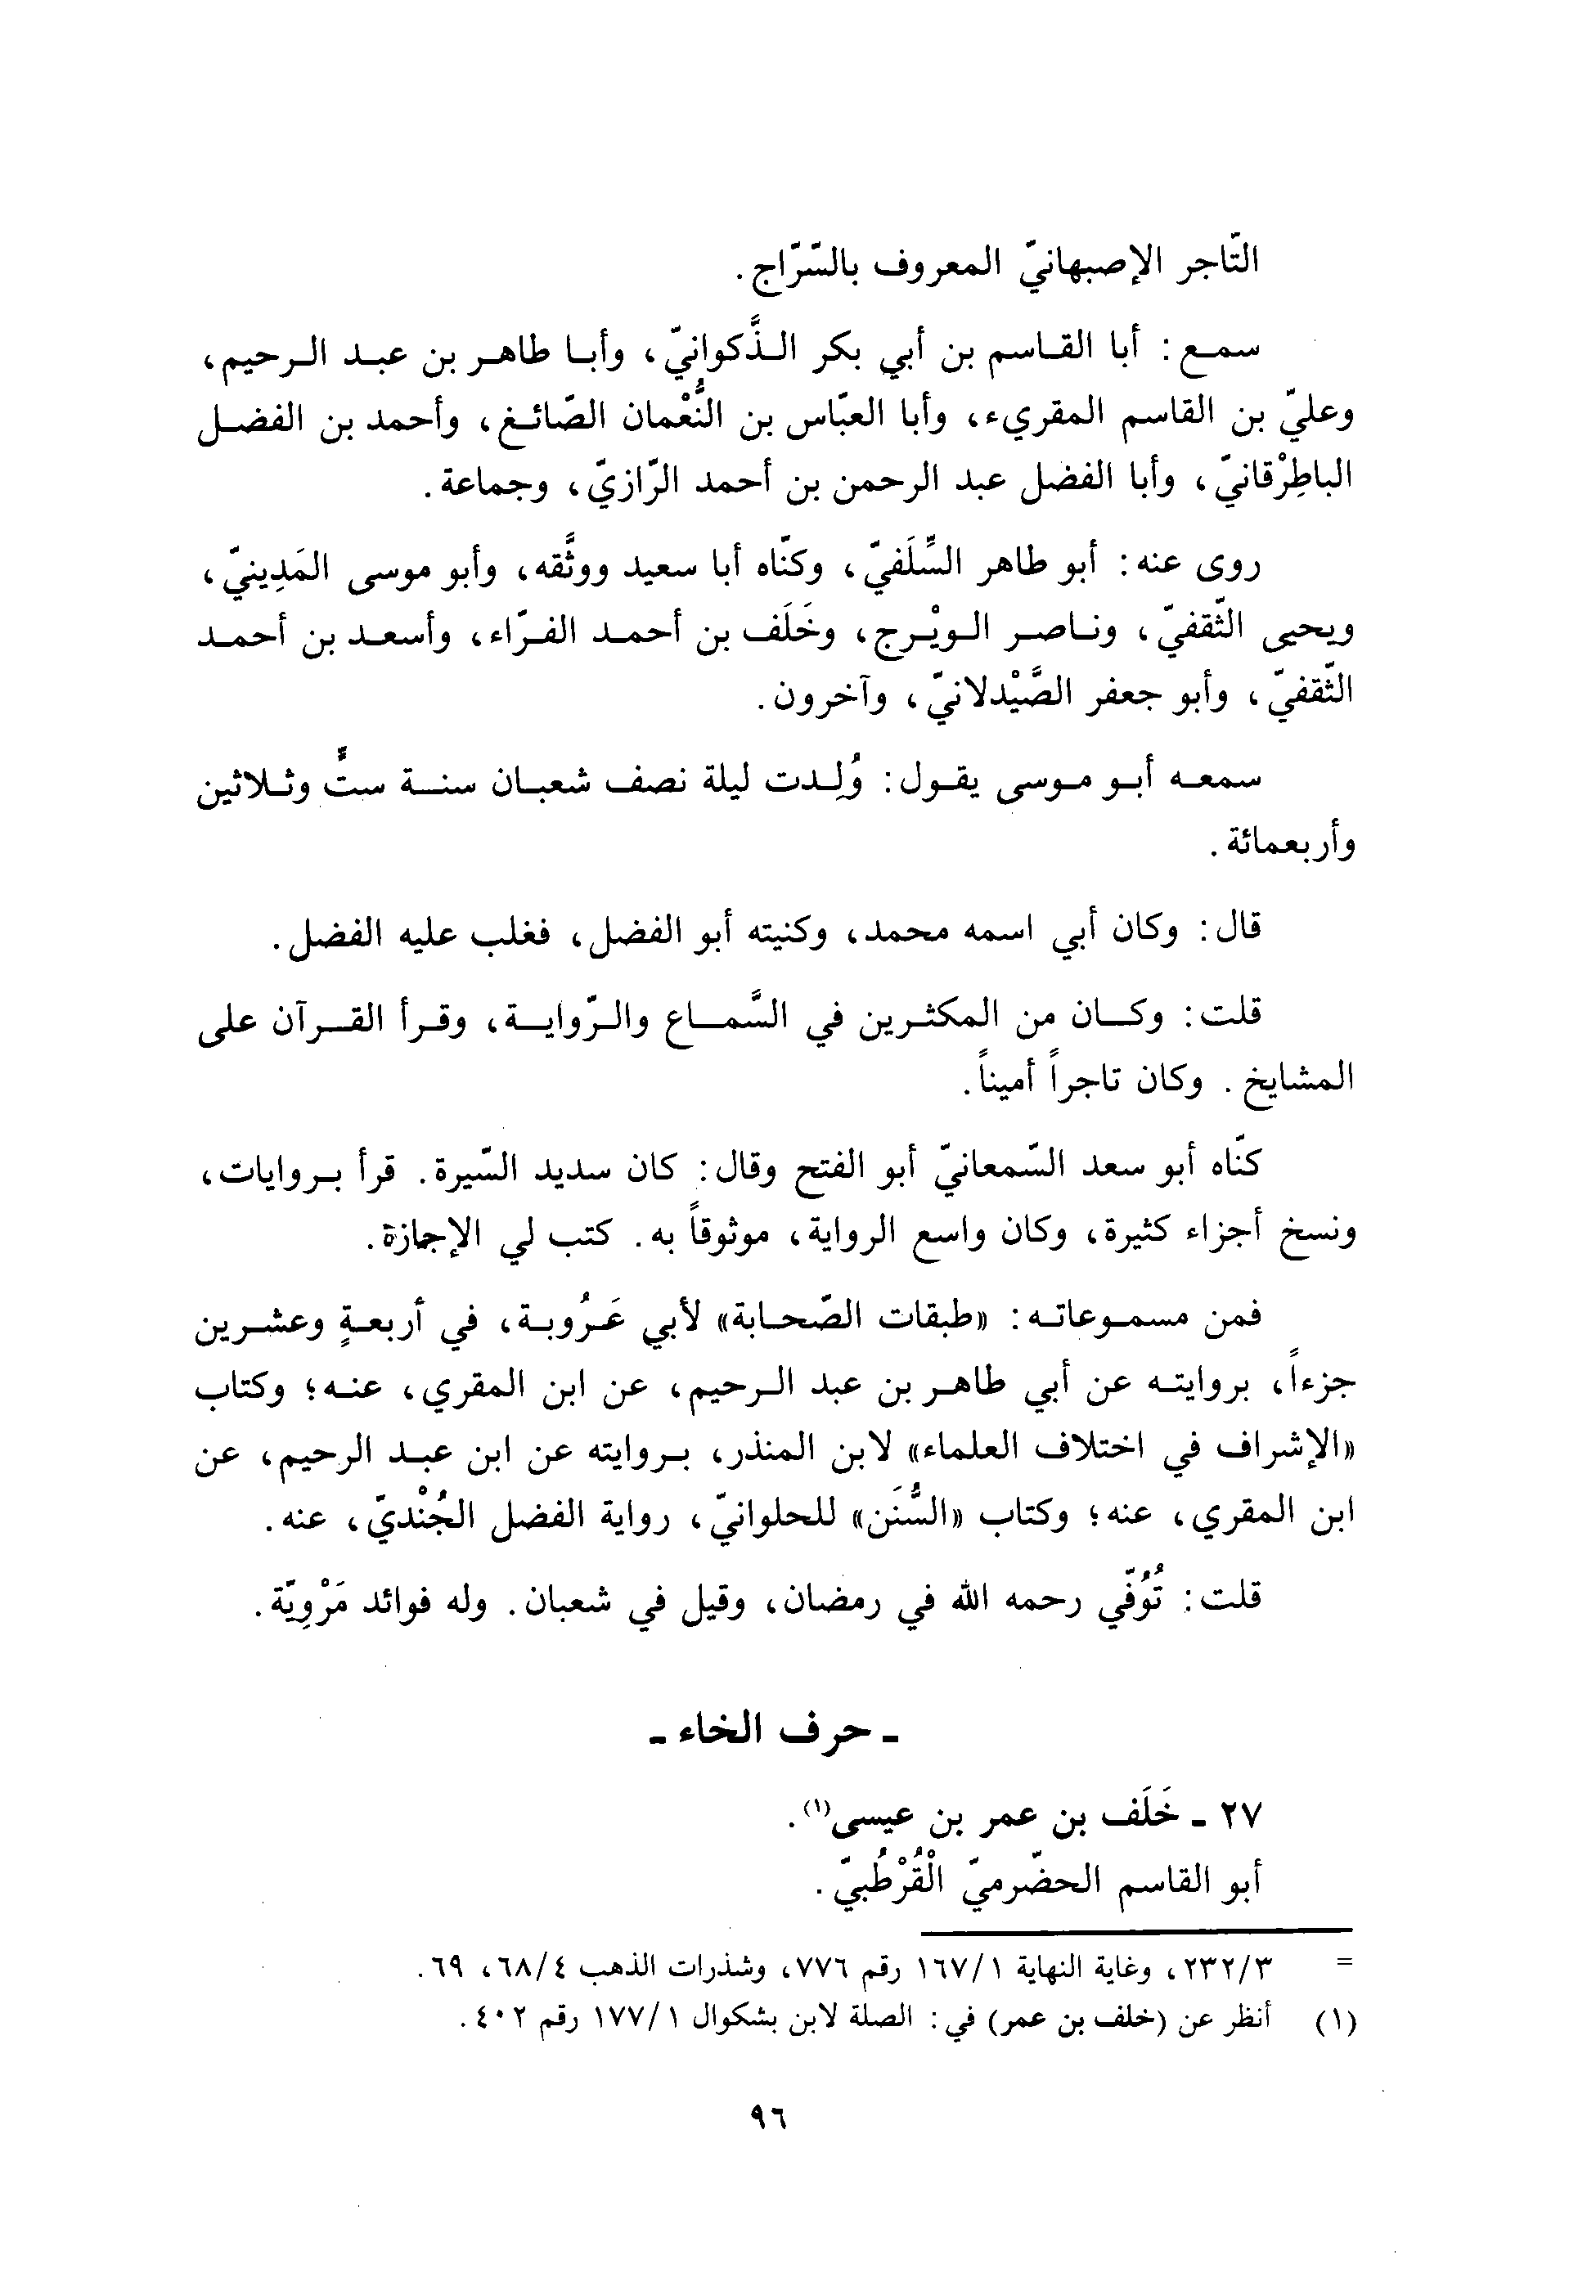 التّاجر الإصبهانيّ المعروف بالسّرّاج.
سمع: أبا القاسم بن أبي بكر الذَّكوانيّ، وأبا طاهر بن عبد الرحيم،
وعليّ بن القاسم المقريء، وأبا العبّاس بن النُّعْمان الصّائغ، وأحمد بن الفضل
الباطِرْقانيّ، وأبا الفضل عبد الرحمن بن أحمد الرّازيّ، وجماعة.
روى عنه: أبو طاهر السِّلَفيّ، وكنّاه أبا سعيد ووثَّقه، وأبو موسى المَدِينيّ،
ويحيى الثّقفيّ، وناصر الويْرج، وخَلَف بن أحمد الفرّاء، وأسعد بن أحمد
الثّقفيّ، وأبو جعفر الصَّيْدلانيّ، وآخرون.
سمعه أبو موسى يقول: وُلِدت ليلة نصف شعبان سنة ستٍّ وثلاثين
وأربعمائة.
قال: وكان أبي اسمه محمد، وكنيته أبو الفضل، فغلب عليه الفضل.
قلت: وكان من المكثرين في السَّماع والرّواية، وقرأ القرآن على
المشايخ. وكان تاجراً أميناً.
كنّاه أبو سعد السّمعانيّ أبو الفتح وقال: كان سديد السّيرة. قرأ بروايات،
ونسخ أجزاء كثيرة، وكان واسع الرواية، موثوقاً به. كتب لي الإجازة.
فمن مسموعاته: «طبقات الصّحابة» لأبي عَرُوبة، في أربعةٍ وعشرين
جزءاً، بروايته عن أبي طاهر بن عبد الرحيم، عن ابن المقري، عنه؛ وكتاب
«الإشراف في اختلاف العلماء» لابن المنذر، بروايته عن ابن عبد الرحيم، عن
ابن المقري، عنه؛ وكتاب «السُّنَن» للحلوانيّ، رواية الفضل الجُنْديّ، عنه.
قلت: تُوُفّي رحمه الله في رمضان، وقيل في شعبان. وله فوائد مَرْوِيّة.
ـ حرف الخاء ـ
٢٧ ـ خَلَف بن عمر بن عيسى(١).
أبو القاسم الحضّرميّ الْقُرْطُبيّ.
= ٢٣٢/٣، وغاية النهاية ١٦٧/١ رقم ٧٧٦، وشذرات الذهب ٦٨/٤، ٦٩.
(١) أنظر عن (خلف بن عمر) في: الصلة لابن بشكوال ١٧٧/١ رقم ٤٠٢.
٩٦